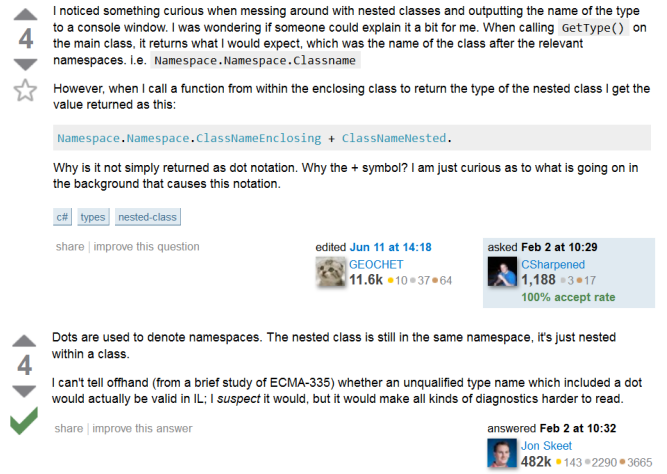 I noticed something curious when messing around with nested classes and outputting the name of the type
to a console window. I was wondering if someone could explain it a bit for me. When calling GetType() on
4
the main class, it returns what I would expect, which was the name of the class after the relevant
namespaces. i.e. Namespace.Namespace.Classname
However, when I call a function from within the enclosing class to return the type of the nested class I get the
value returned as this:
Namespace.Namespace.ClassNameEnclosing + ClassNameNested.
Why is it not simply returned as dot notation. Why the + symbol? I am just curious as to what is going on in
the background that causes this notation.
c# types nested-class
share | improve this question
edited Jun 11 at 14:18
GEOCHET
11.6k ●10 ●37 ●64
asked Feb 2 at 10:29
CSharpened
1,188 ●3 ●17
100% accept rate
Dots are used to denote namespaces. The nested class is still in the same namespace, it's just nested
within a class.
4
I can't tell offhand (from a brief study of ECMA-335) whether an unqualified type name which included a dot
would actually be valid in IL; I suspect it would, but it would make all kinds of diagnostics harder to read.
share | improve this answer
answered Feb 2 at 10:32
Jon Skeet
482k ●143 ●2290 ●3665